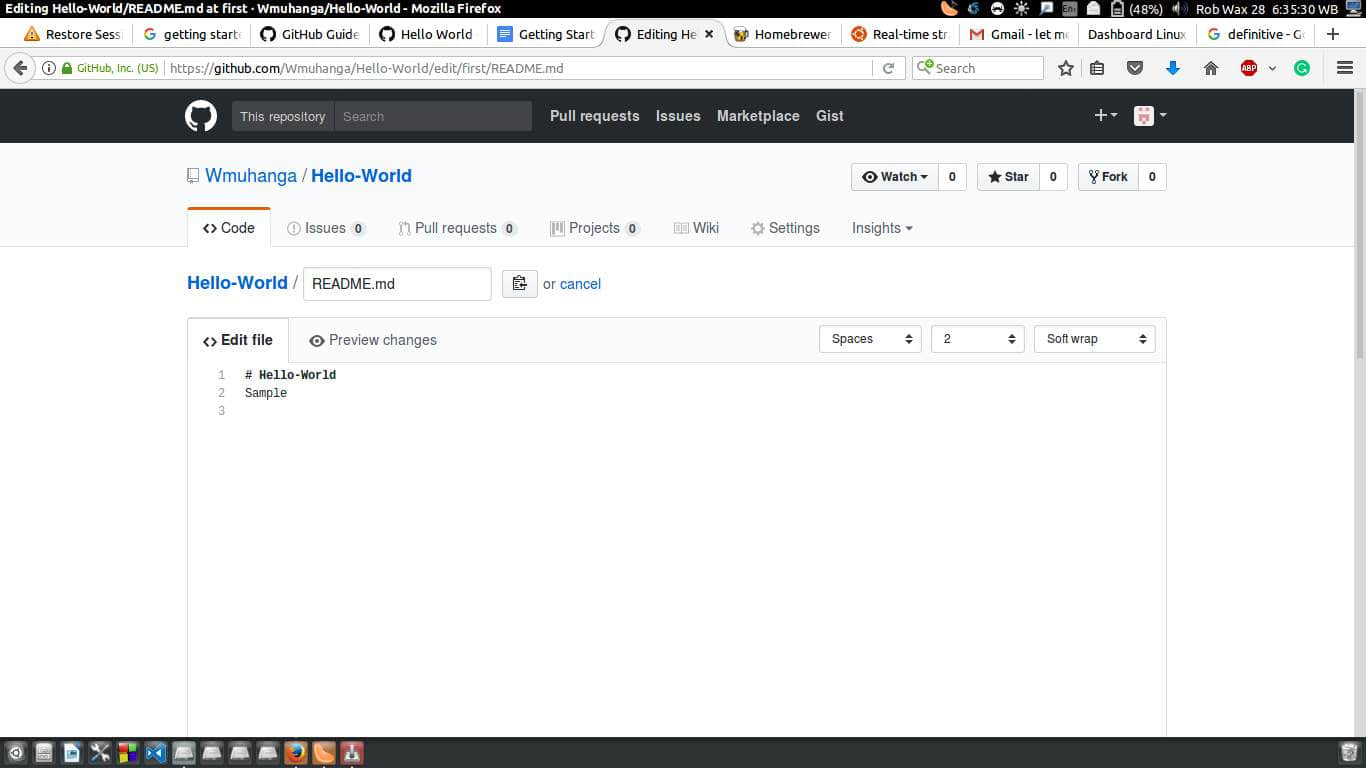 Editing Hello-World/README.md at first · Wmuhanga/Hello-World - Mozilla Firefox
En (48%) Rob Wax 28 6:35:30 WB
Restore Sess getting starte GitHub Guide Hello World Getting Start Editing He Homebrewer Real-time str Gmail - let me Dashboard Linux definitive - Go
GitHub, Inc. (US) https://github.com/Wmuhanga/Hello-World/edit/first/README.md Search ABP
This repository Search Pull requests Issues Marketplace Gist
Wmuhanga / Hello-World Watch 0 Star 0 Fork 0
Code Issues 0 Pull requests 0 Projects 0 Wiki Settings Insights
Hello-World / README.md or cancel
Edit file Preview changes Spaces 2 Soft wrap
1 # Hello-World
2 Sample
3